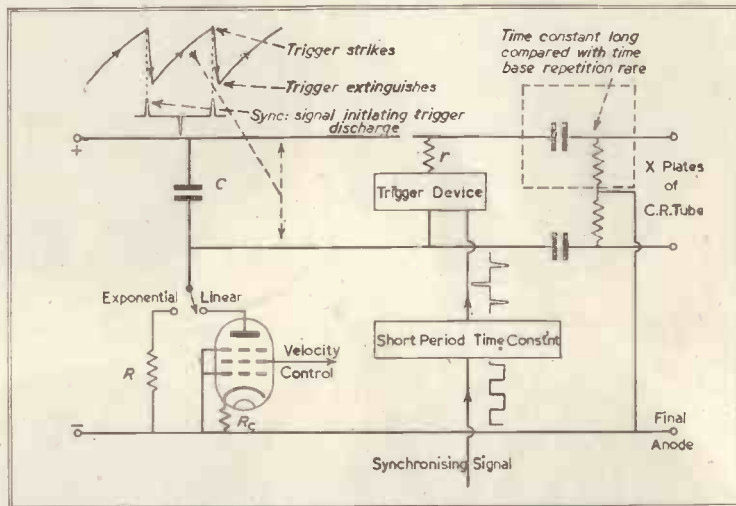 Trigger strikes
Trigger extinguishes
Sync: signal initiating trigger
discharge
Time constant long
compared with time
base repetition rate
+
C
r
Trigger Device
X Plates
of
C.R.Tube
Exponential
Linear
R
Velocity
Control
Rc
Short Period Time Constnt
−
Synchronising Signal
Final
Anode